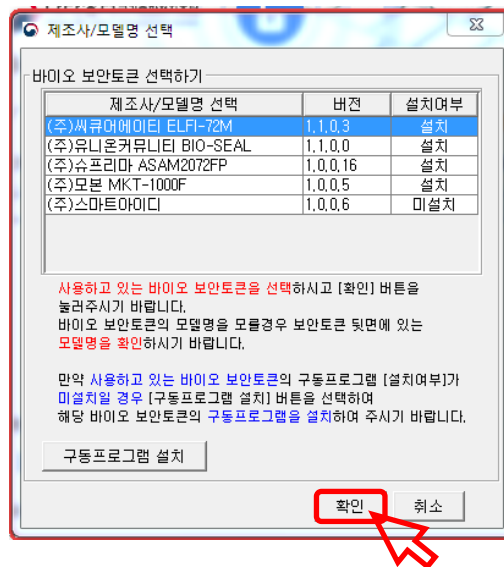 제조사/모델명 선택
바이오 보안토큰 선택하기
제조사/모델명 선택 버전 설치여부
(주)씨큐어에이티 ELFI-72M 1.1.0.3 설치
(주)유니온커뮤니티 BIO-SEAL 1.1.0.0 설치
(주)슈프리마 ASAM2072FP 1.0.0.16 설치
(주)모본 MKT-1000F 1.0.0.5 설치
(주)스마트아이디 1.0.0.6 미설치
사용하고 있는 바이오 보안토큰을 선택하시고 [확인] 버튼을
눌러주시기 바랍니다.
바이오 보안토큰의 모델명을 모를경우 보안토큰 뒷면에 있는
모델명을 확인하시기 바랍니다.
만약 사용하고 있는 바이오 보안토큰의 구동프로그램 [설치여부]가
미설치일 경우 [구동프로그램 설치] 버튼을 선택하여
해당 바이오 보안토큰의 구동프로그램을 설치하여 주시기 바랍니다.
구동프로그램 설치
확인 취소